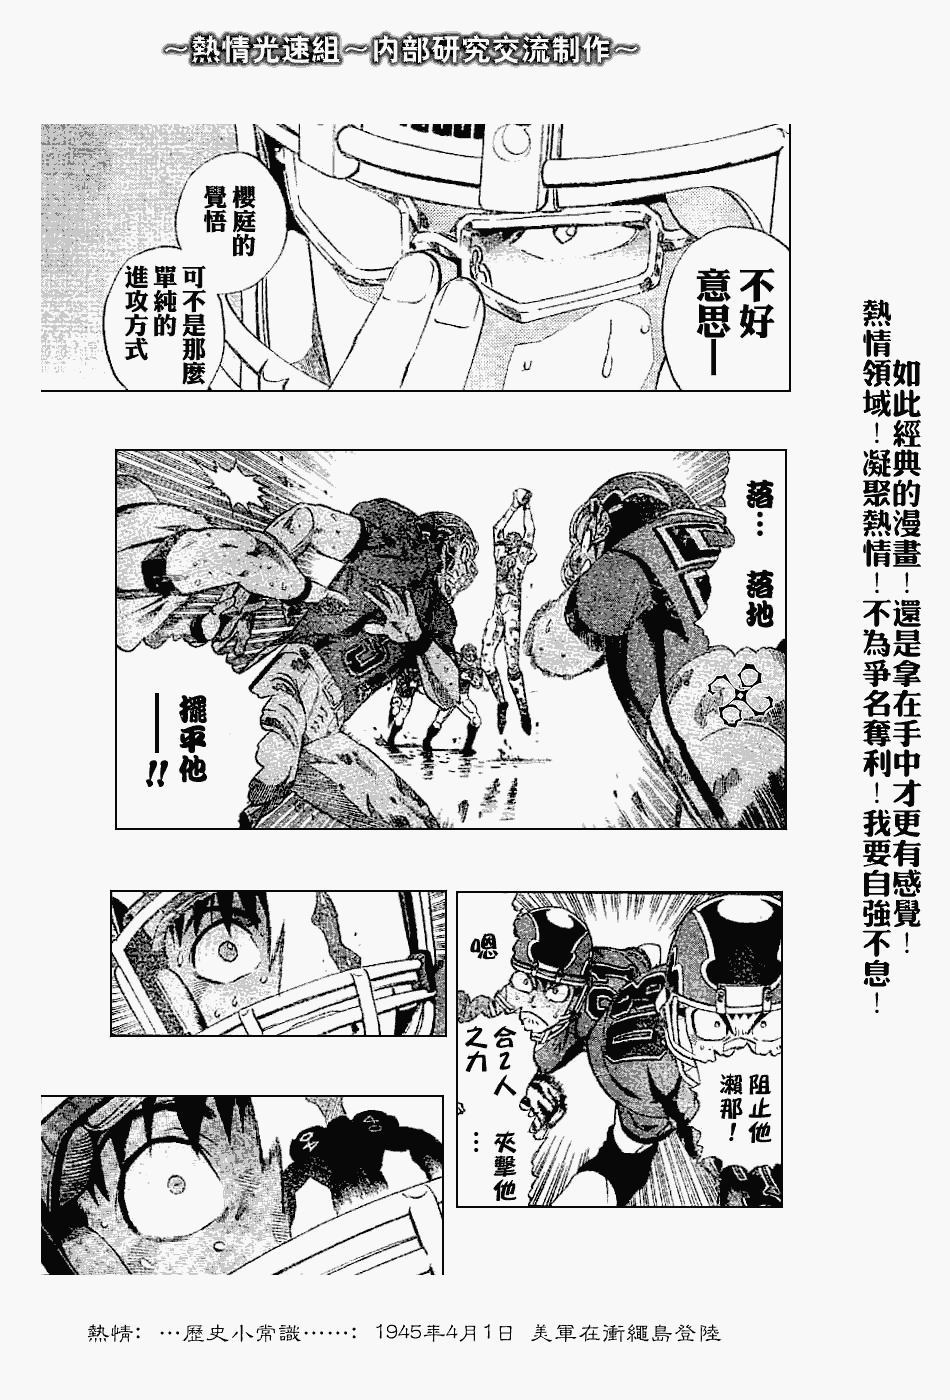 ～熱情光速組～内部研究交流制作～
不好
意思—
櫻庭的
覺悟
可不是那麼
單純的
進攻方式
落… 落地
擺平他
—!!
阻止他
瀨那!
嗯
合2人
之力
… 夾擊他
如此經典的漫畫！還是拿在手中才更有感覺！
熱情領域！凝聚熱情！不為爭名奪利！我要自強不息！
熱情：…歷史小常識……：1945年4月1日 美軍在衝繩島登陸